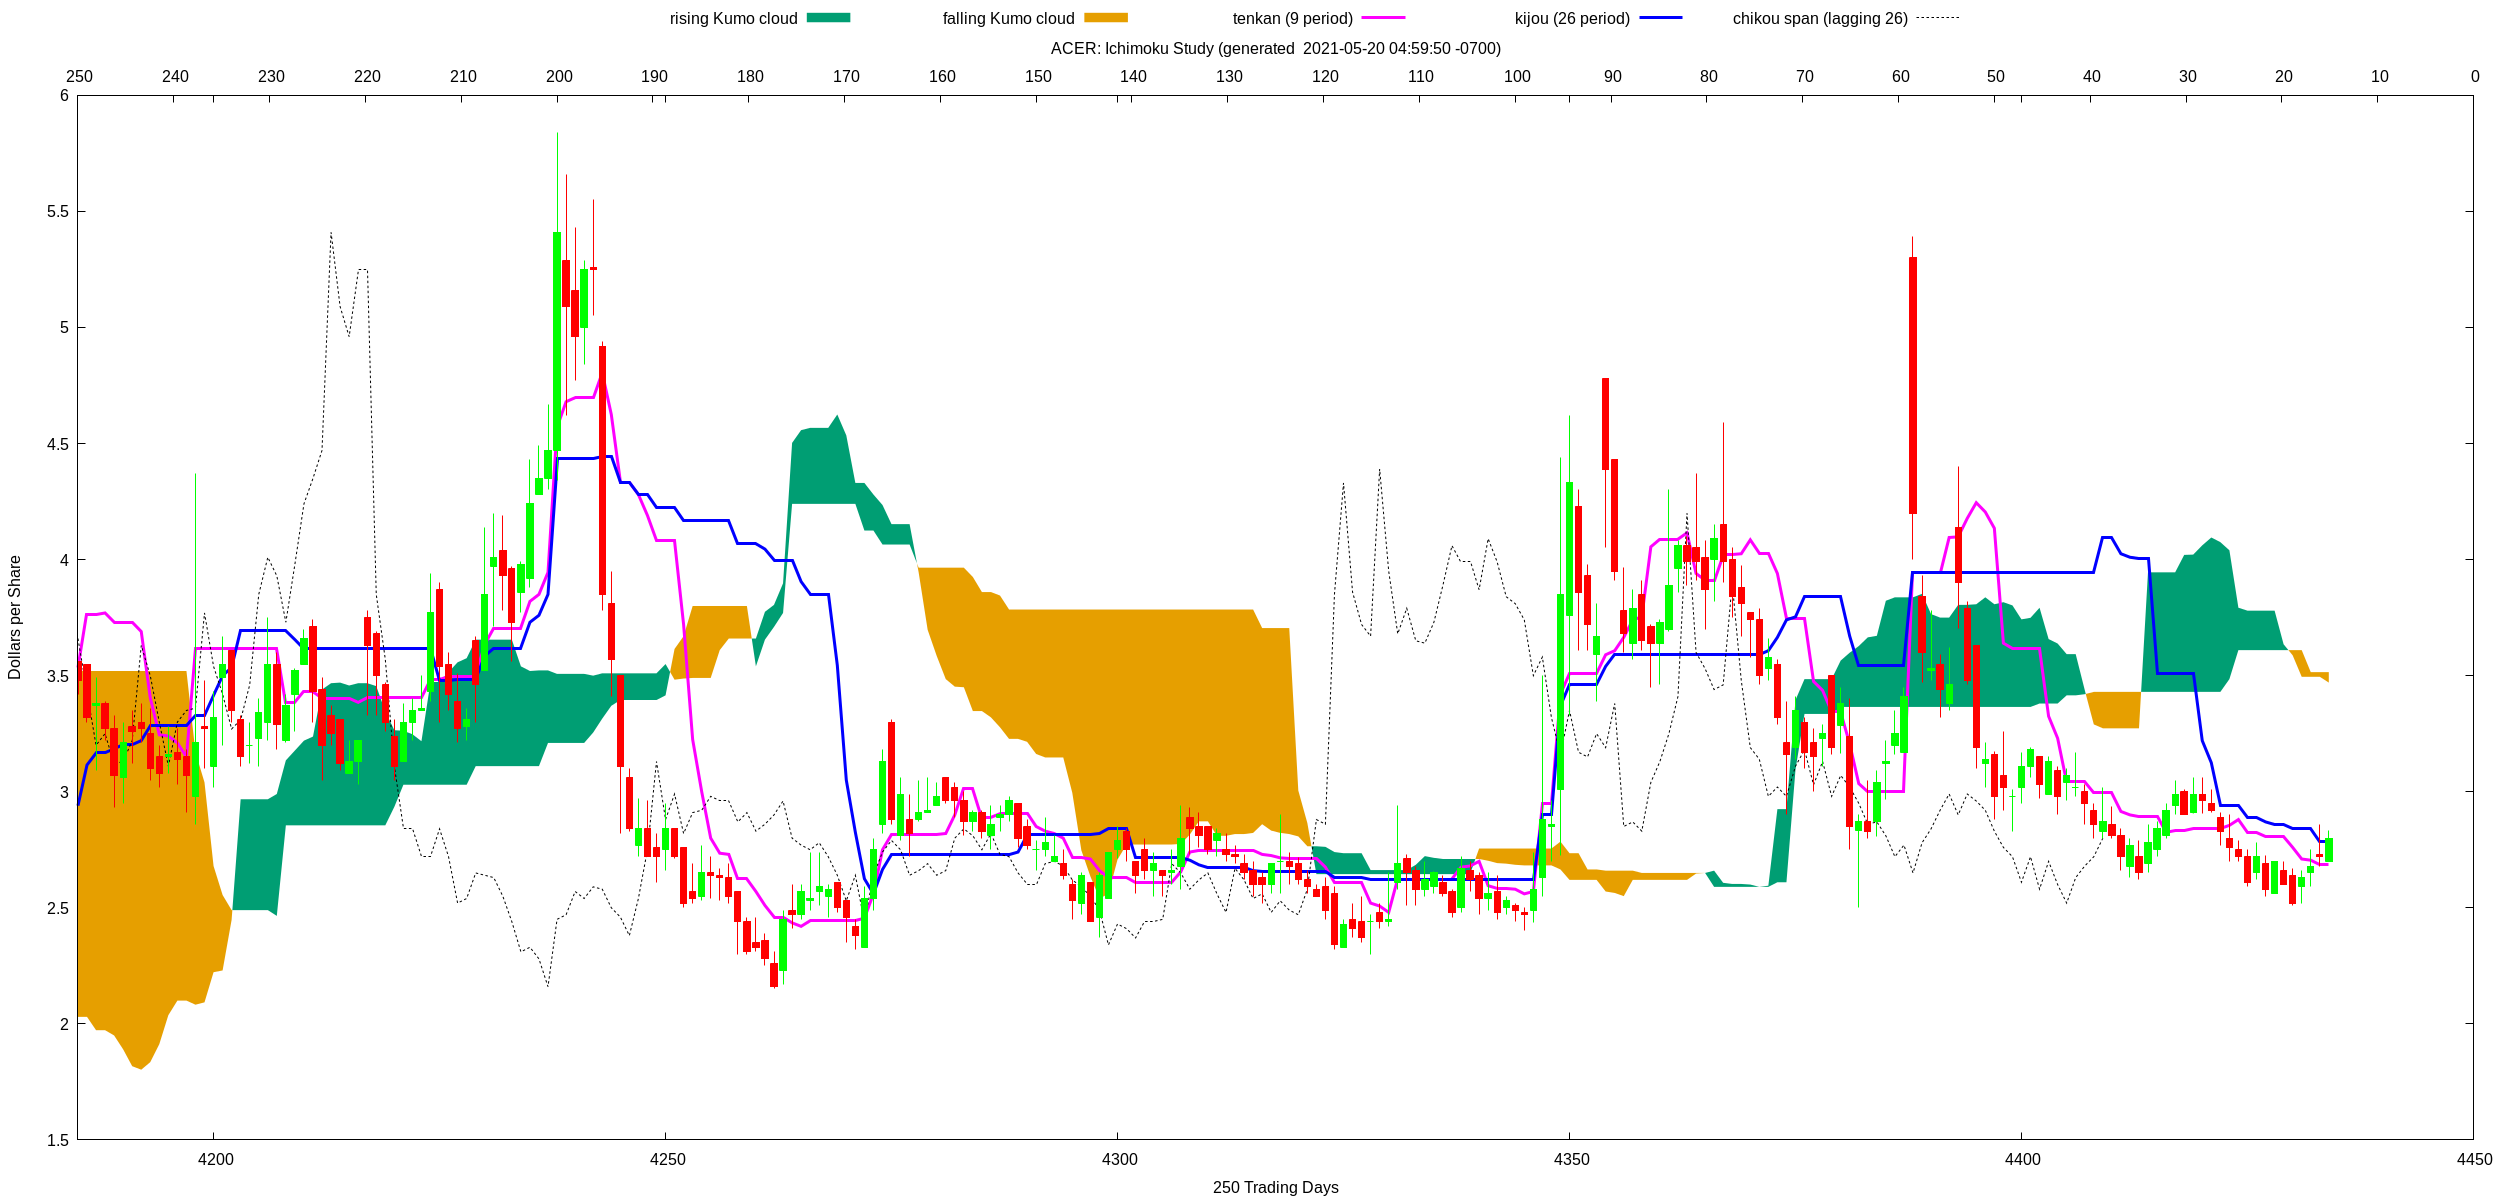 rising Kumo cloud falling Kumo cloud tenkan (9 period) kijou (26 period) chikou span (lagging 26)
ACER: Ichimoku Study (generated  2021-05-20 04:59:50 -0700)
250 240 230 220 210 200 190 180 170 160 150 140 130 120 110 100 90 80 70 60 50 40 30 20 10 0
6
5.5
5
4.5
4
3.5
3
2.5
2
1.5
Dollars per Share
4200 4250 4300 4350 4400 4450
250 Trading Days